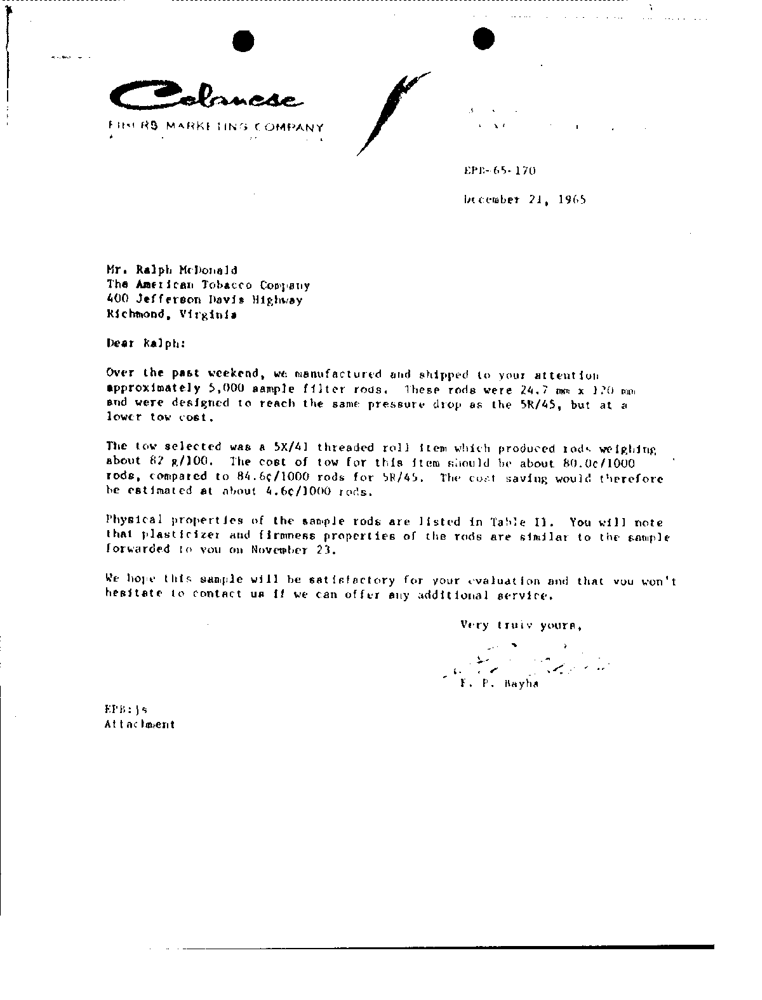 Celanese
FIBERS MARKETING COMPANY
EPB-65-170
December 21, 1965
Mr. Ralph McDonald
The American Tobacco Company
400 Jefferson Davis Highway
Richmond, Virginia
Dear Ralph:
Over the past weekend, we manufactured and shipped to your attention
approximately 5,000 sample filter rods. These rods were 24.7 mm x 120 mm
and were designed to reach the same pressure drop as the 5R/45, but at a
lower tow cost.
The tow selected was a 5X/41 threaded roll item which produced rods weighing
about 82 g/100. The cost of tow for this item should be about 80.0¢/1000
rods, compared to 84.6¢/1000 rods for 5R/45. The cost saving would therefore
be estimated at about 4.6¢/1000 rods.
Physical properties of the sample rods are listed in Table II. You will note
that plasticizer and firmness properties of the rods are similar to the sample
forwarded to you on November 23.
We hope this sample will be satisfactory for your evaluation and that you won't
hesitate to contact us if we can offer any additional service.
Very truly yours,
E. P. Bayha
EPB:js
Attachment